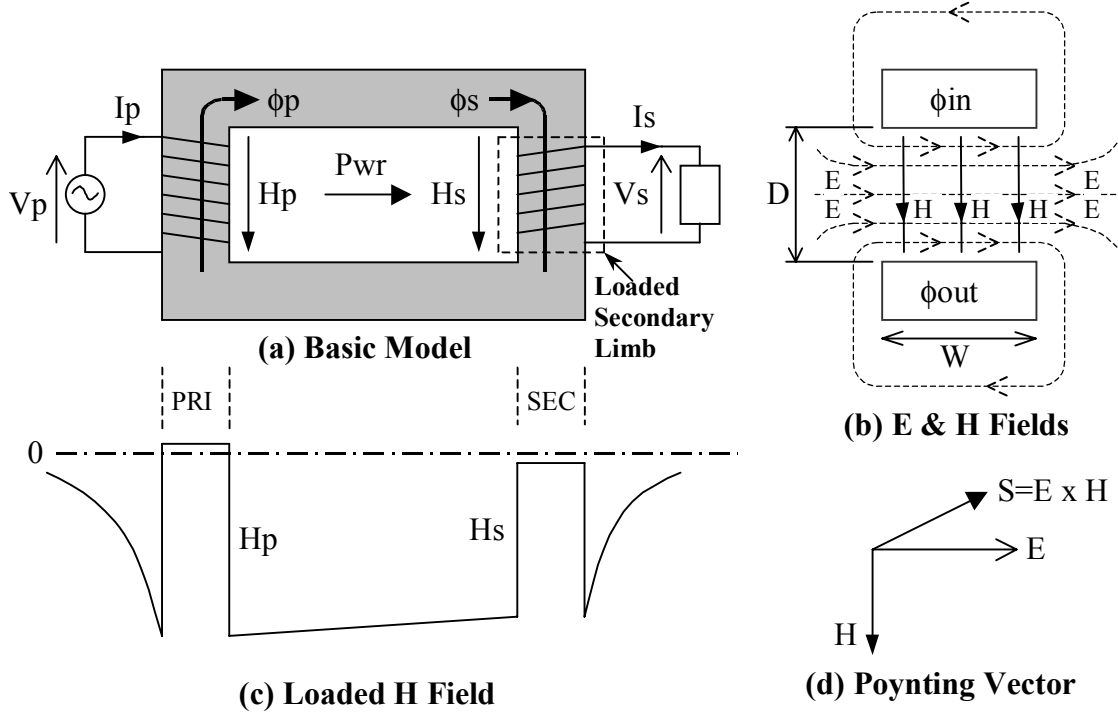 Ip
ϕp
ϕs
Is
Vp
Hp
Pwr
Hs
Vs
Loaded
Secondary
Limb
(a) Basic Model
ϕin
D
E
E
E
E
H
H
H
ϕout
W
(b) E & H Fields
PRI
SEC
0
Hp
Hs
(c) Loaded H Field
S=E x H
E
H
(d) Poynting Vector